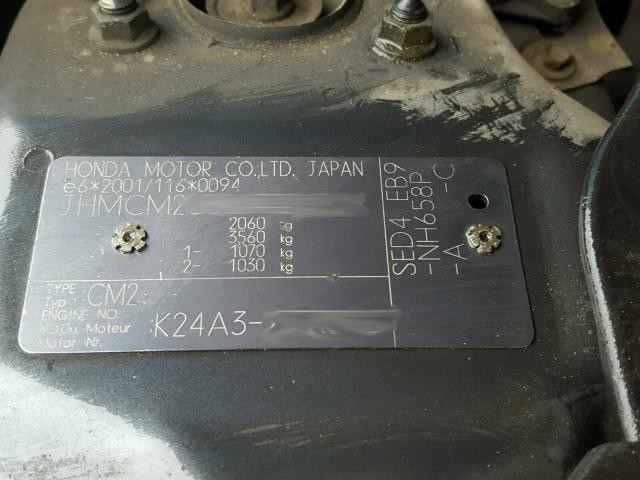 HONDA MOTOR CO.,LTD. JAPAN
e6*2001/116*0094
JHMCM2
2060 kg
3560 kg
1- 1070 kg
2- 1030 kg
TYPE
Typ
CM2
ENGINE NO.
NO.Du Moteur
Motor Nr.
K24A3-
SED4 EB9
-NH658P
-A -C